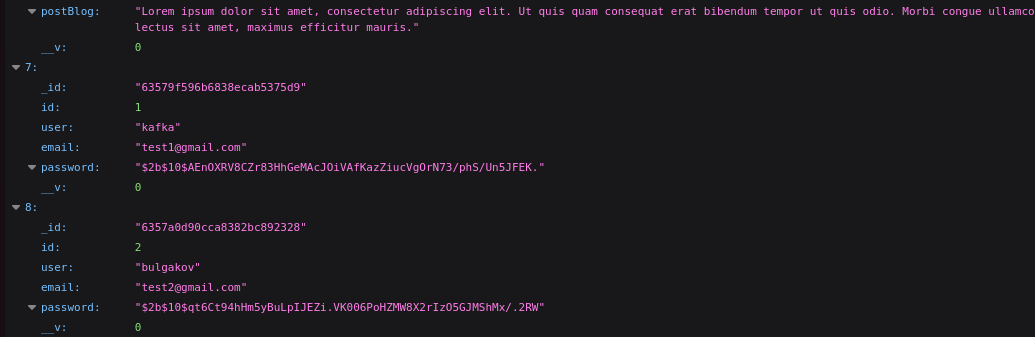 postBlog: "Lorem ipsum dolor sit amet, consectetur adipiscing elit. Ut quis quam consequat erat bibendum tempor ut quis odio. Morbi congue ullamco
lectus sit amet, maximus efficitur mauris."
__v: 0
7:
_id: "63579f596b6838ecab5375d9"
id: 1
user: "kafka"
email: "test1@gmail.com"
password: "$2b$10$AEnOXRV8CZr83HhGeMAcJOiVAfKazZiucVgOrN73/phS/Un5JFEK."
__v: 0
8:
_id: "6357a0d90cca8382bc892328"
id: 2
user: "bulgakov"
email: "test2@gmail.com"
password: "$2b$10$qt6Ct94hHm5yBuLpIJEZi.VK006PoHZMW8X2rIzO5GJMShMx/.2RW"
__v: 0